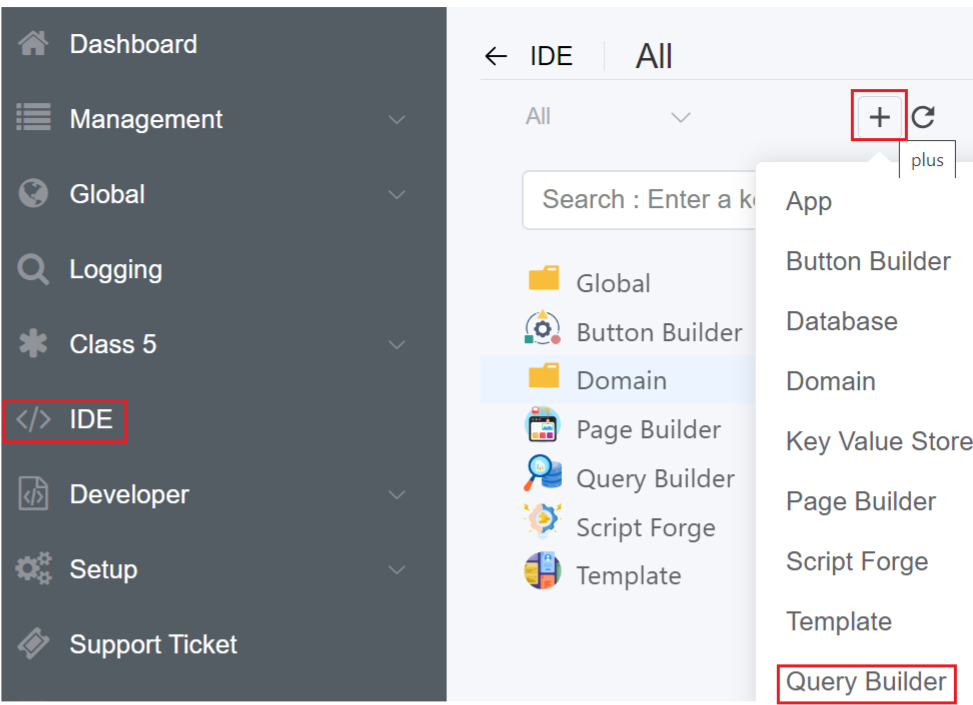 Dashboard
Management
Global
Logging
Class 5
IDE
Developer
Setup
Support Ticket
IDE
All
All
plus
Search : Enter a
Global
Button Builder
Domain
Page Builder
Query Builder
Script Forge
Template
App
Button Builder
Database
Domain
Key Value Store
Page Builder
Script Forge
Template
Query Builder